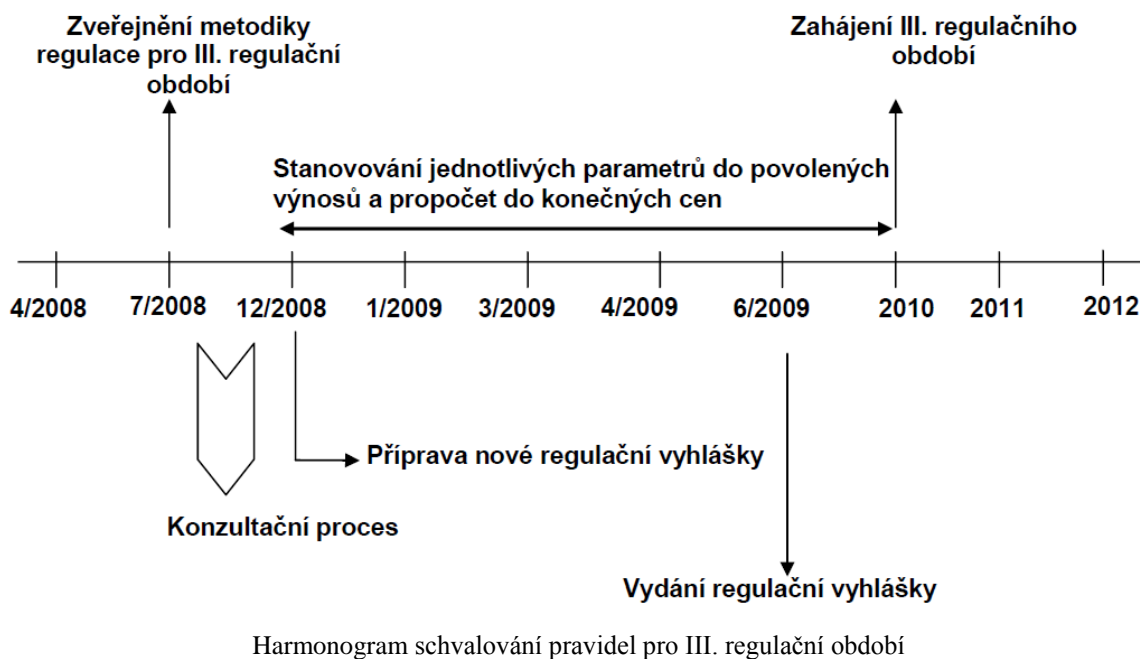 Zveřejnění metodiky
regulace pro III. regulační
období
Zahájení III. regulačního
období
Stanovování jednotlivých parametrů do povolených
výnosů a propočet do konečných cen
4/2008 7/2008 12/2008 1/2009 3/2009 4/2009 6/2009 2010 2011 2012
Příprava nové regulační vyhlášky
Konzultační proces
Vydání regulační vyhlášky
Harmonogram schvalování pravidel pro III. regulační období